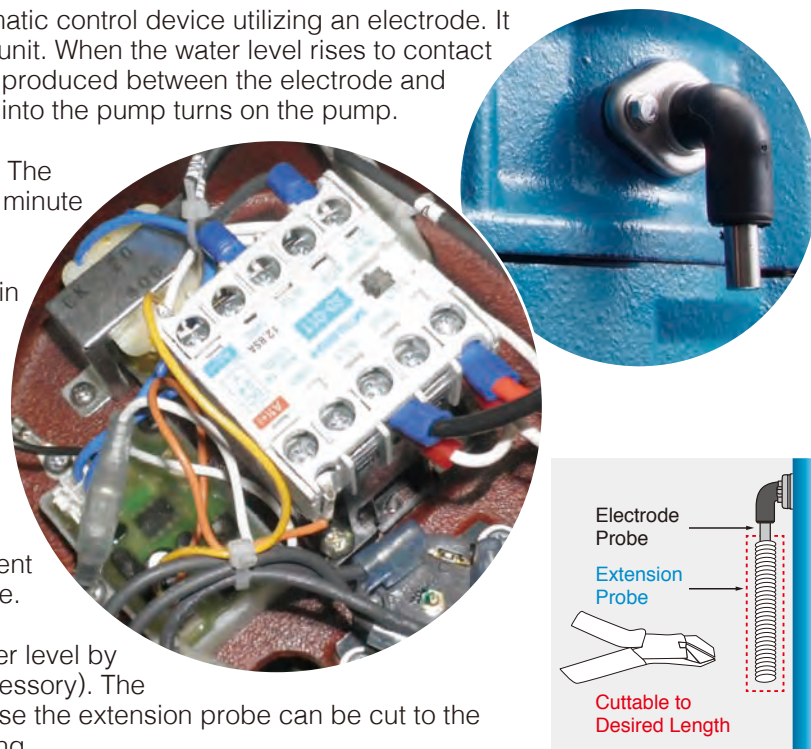 matic control device utilizing an electrode. It
unit. When the water level rises to contact
produced between the electrode and
into the pump turns on the pump.
The
minute
in
ent
e.
er level by
essory). The
se the extension probe can be cut to the
Electrode
Probe
Extension
Probe
Cuttable to
Desired Length